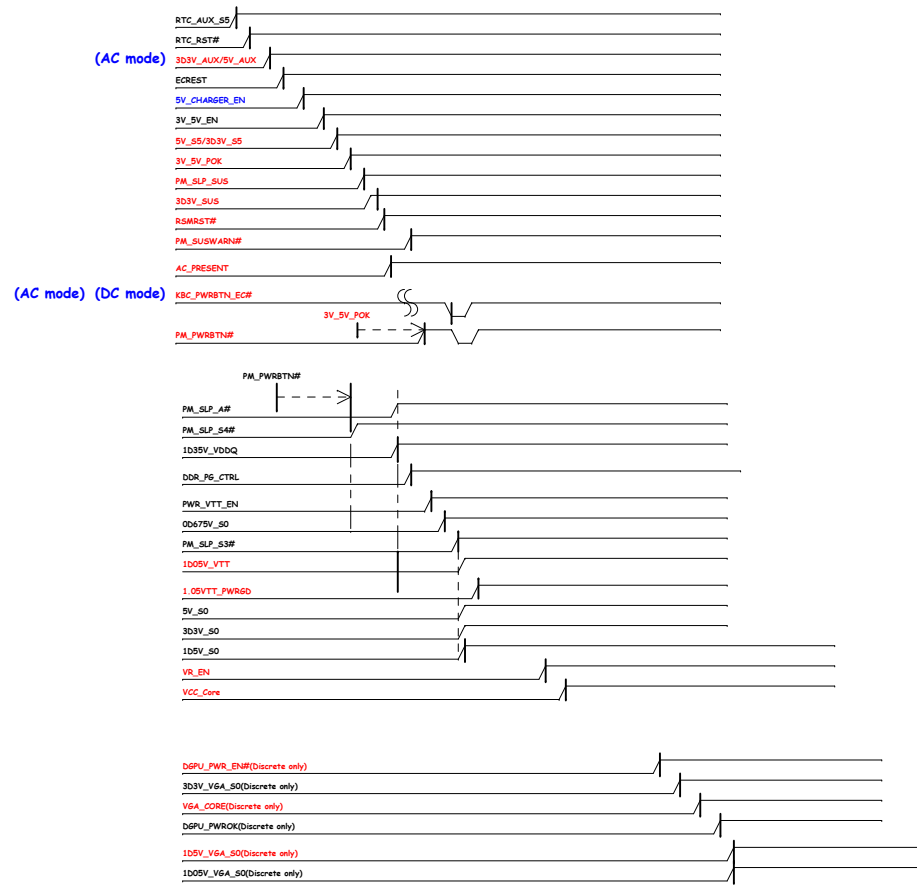 RTC_AUX_S5
RTC_RST#
(AC mode) 3D3V_AUX/5V_AUX
ECREST
5V_CHARGER_EN
3V_5V_EN
5V_S5/3D3V_S5
3V_5V_POK
PM_SLP_SUS
3D3V_SUS
RSMRST#
PM_SUSWARN#
AC_PRESENT
(AC mode) (DC mode) KBC_PWRBTN_EC#
3V_5V_POK
PM_PWRBTN#
PM_PWRBTN#
PM_SLP_A#
PM_SLP_S4#
1D35V_VDDQ
DDR_PG_CTRL
PWR_VTT_EN
0D675V_S0
PM_SLP_S3#
1D05V_VTT
1.05VTT_PWRGD
5V_S0
3D3V_S0
1D5V_S0
VR_EN
VCC_Core
DGPU_PWR_EN#(Discrete only)
3D3V_VGA_S0(Discrete only)
VGA_CORE(Discrete only)
DGPU_PWROK(Discrete only)
1D5V_VGA_S0(Discrete only)
1D05V_VGA_S0(Discrete only)